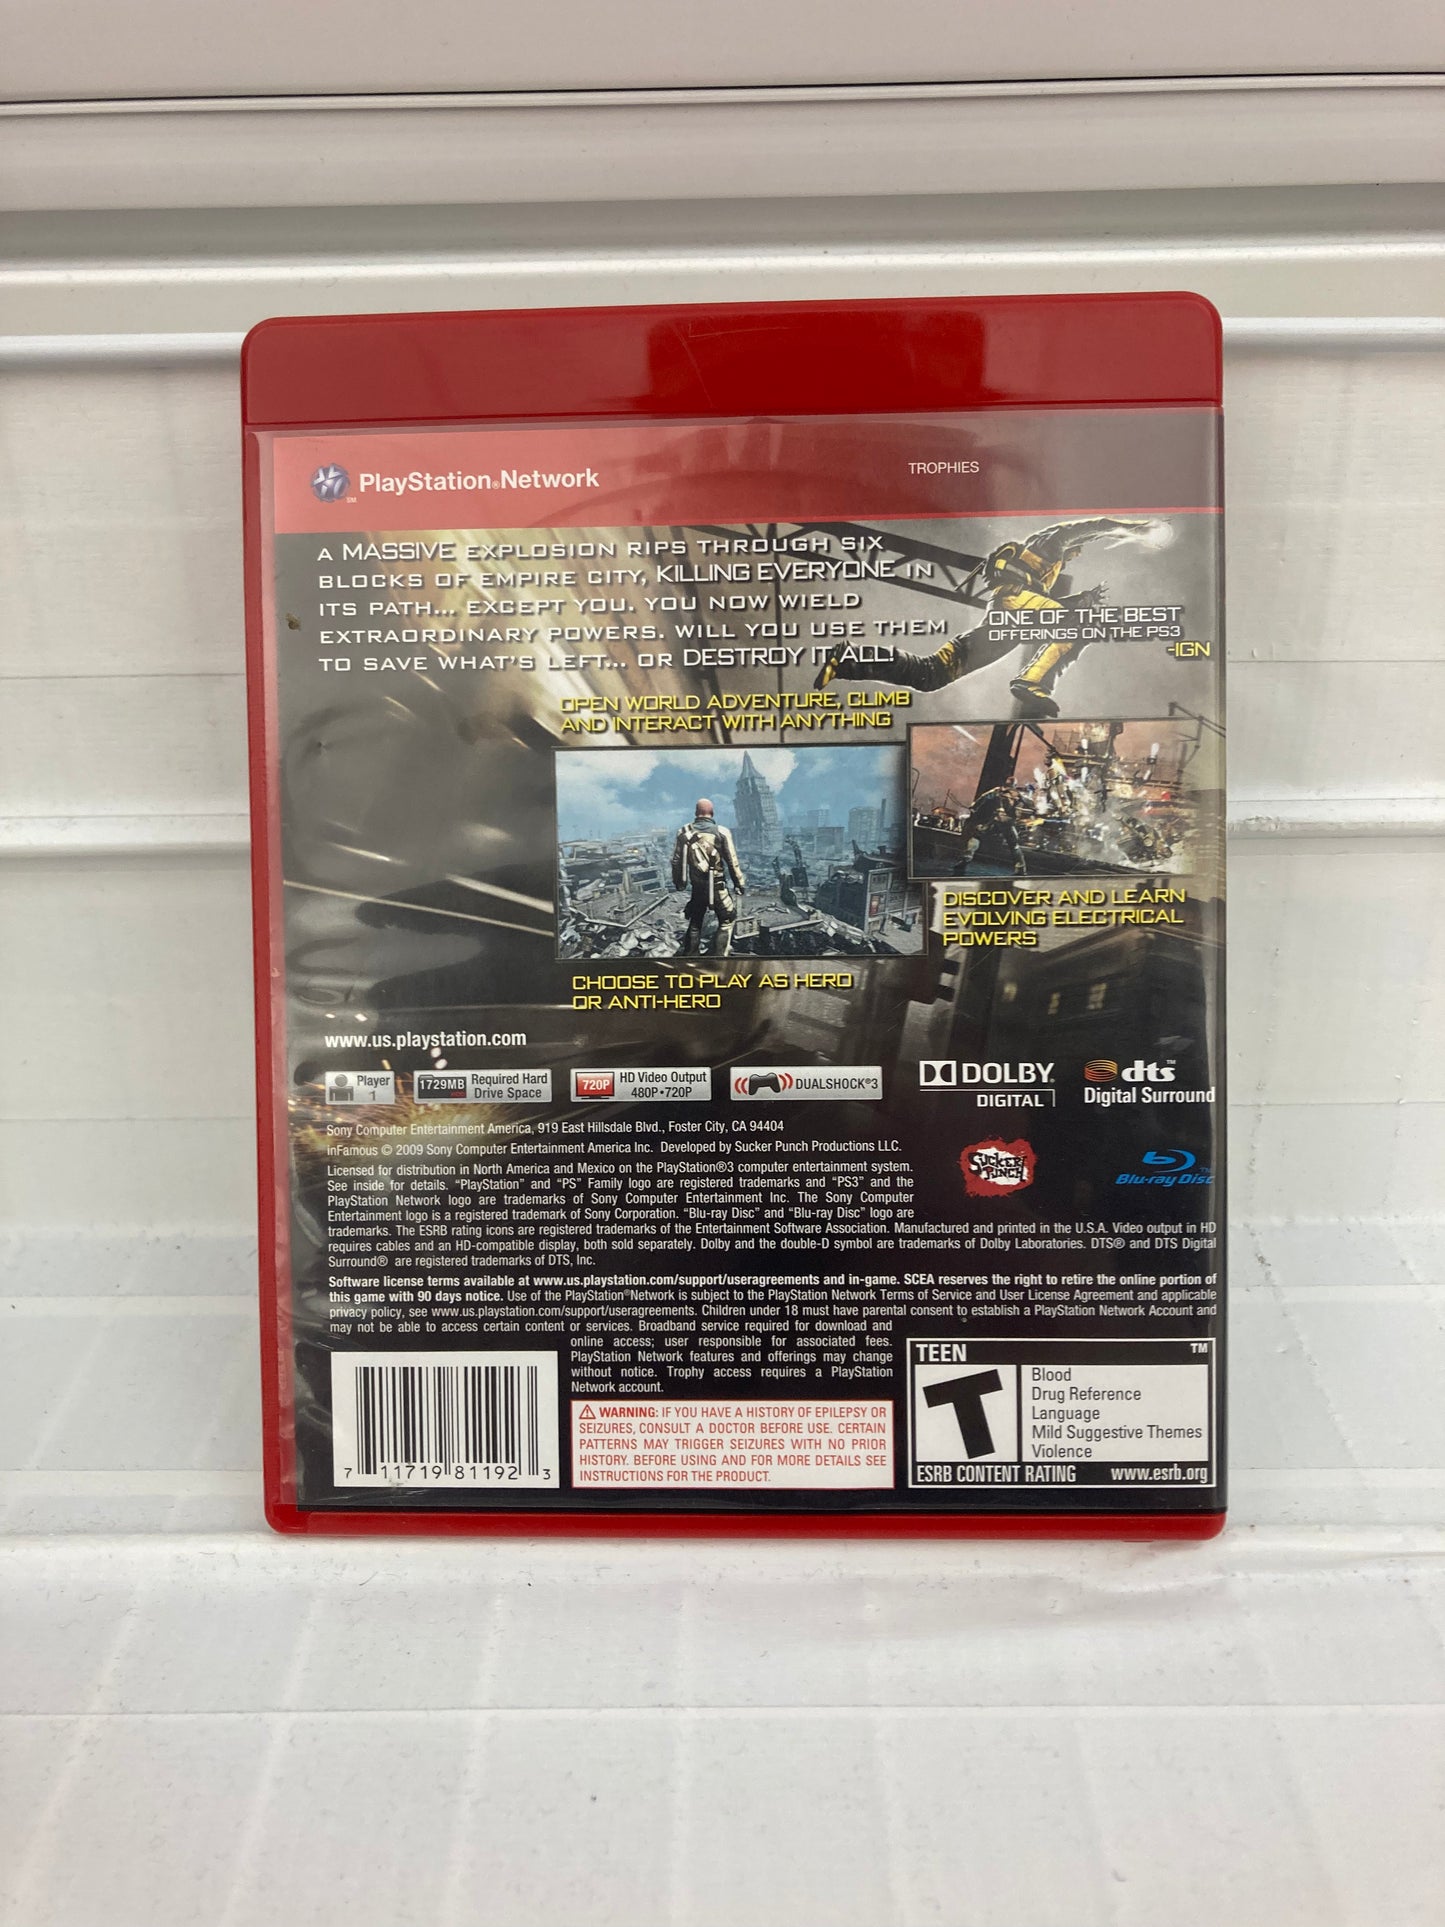 PlayStation®Network
SM
TROPHIES
A MASSIVE EXPLOSION RIPS THROUGH SIX
BLOCKS OF EMPIRE CITY, KILLING EVERYONE IN
ITS PATH... EXCEPT YOU. YOU NOW WIELD
EXTRAORDINARY POWERS. WILL YOU USE THEM
TO SAVE WHAT'S LEFT... OR DESTROY IT ALL!
ONE OF THE BEST
OFFERINGS ON THE PS3
-IGN
OPEN WORLD ADVENTURE, CLIMB
AND INTERACT WITH ANYTHING
DISCOVER AND LEARN
EVOLVING ELECTRICAL
POWERS
CHOOSE TO PLAY AS HERO
OR ANTI-HERO
www.us.playstation.com
Player
1
1729MB
HDD
Required Hard
Drive Space
720P
HD Video Output
480P•720P
DUALSHOCK®3
DOLBY
DIGITAL
dts™
Digital Surround
Sony Computer Entertainment America, 919 East Hillsdale Blvd., Foster City, CA 94404
inFamous © 2009 Sony Computer Entertainment America Inc. Developed by Sucker Punch Productions LLC.
Licensed for distribution in North America and Mexico on the PlayStation®3 computer entertainment system.
See inside for details. "PlayStation" and "PS" Family logo are registered trademarks and "PS3" and the
PlayStation Network logo are trademarks of Sony Computer Entertainment Inc. The Sony Computer
Entertainment logo is a registered trademark of Sony Corporation. "Blu-ray Disc" and "Blu-ray Disc" logo are
trademarks. The ESRB rating icons are registered trademarks of the Entertainment Software Association. Manufactured and printed in the U.S.A. Video output in HD
requires cables and an HD-compatible display, both sold separately. Dolby and the double-D symbol are trademarks of Dolby Laboratories. DTS® and DTS Digital
Surround® are registered trademarks of DTS, Inc.
SUCKER
PUNCH
Blu-ray Disc
TM
Software license terms available at www.us.playstation.com/support/useragreements and in-game. SCEA reserves the right to retire the online portion of
this game with 90 days notice. Use of the PlayStation®Network is subject to the PlayStation Network Terms of Service and User License Agreement and applicable
privacy policy, see www.us.playstation.com/support/useragreements. Children under 18 must have parental consent to establish a PlayStation Network Account and
may not be able to access certain content or services. Broadband service required for download and
online access; user responsible for associated fees.
PlayStation Network features and offerings may change
without notice. Trophy access requires a PlayStation
Network account.
7 11719 81192 3
WARNING: IF YOU HAVE A HISTORY OF EPILEPSY OR
SEIZURES, CONSULT A DOCTOR BEFORE USE. CERTAIN
PATTERNS MAY TRIGGER SEIZURES WITH NO PRIOR
HISTORY. BEFORE USING AND FOR MORE DETAILS SEE
INSTRUCTIONS FOR THE PRODUCT.
TEEN
TM
T
Blood
Drug Reference
Language
Mild Suggestive Themes
Violence
ESRB CONTENT RATING
www.esrb.org